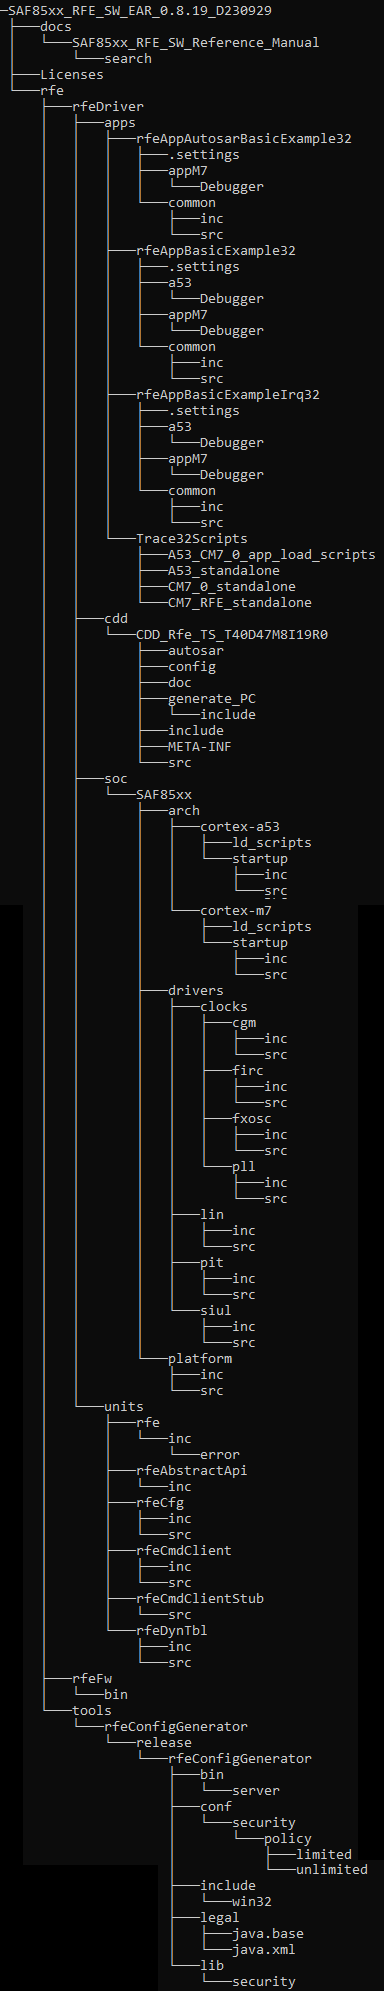 SAF85xx_RFE_SW_EAR_0.8.19_D230929
docs
SAF85xx_RFE_SW_Reference_Manual
search
Licenses
rfe
rfeDriver
apps
rfeAppAutosarBasicExample32
.settings
appM7
Debugger
common
inc
src
rfeAppBasicExample32
.settings
a53
Debugger
appM7
Debugger
common
inc
src
rfeAppBasicExampleIrq32
.settings
a53
Debugger
appM7
Debugger
common
inc
src
Trace32Scripts
A53_CM7_0_app_load_scripts
A53_standalone
CM7_0_standalone
CM7_RFE_standalone
cdd
CDD_Rfe_TS_T40D47M8I19R0
autosar
config
doc
generate_PC
include
include
META-INF
src
soc
SAF85xx
arch
cortex-a53
ld_scripts
startup
inc
src
cortex-m7
ld_scripts
startup
inc
src
drivers
clocks
cgm
inc
src
firc
inc
src
fxosc
inc
src
pll
inc
src
lin
inc
src
pit
inc
src
siul
inc
src
platform
inc
src
units
rfe
inc
error
rfeAbstractApi
inc
rfeCfg
inc
src
rfeCmdClient
inc
src
rfeCmdClientStub
src
rfeDynTbl
inc
src
rfeFw
bin
tools
rfeConfigGenerator
release
rfeConfigGenerator
bin
server
conf
security
policy
limited
unlimited
include
win32
legal
java.base
java.xml
lib
security